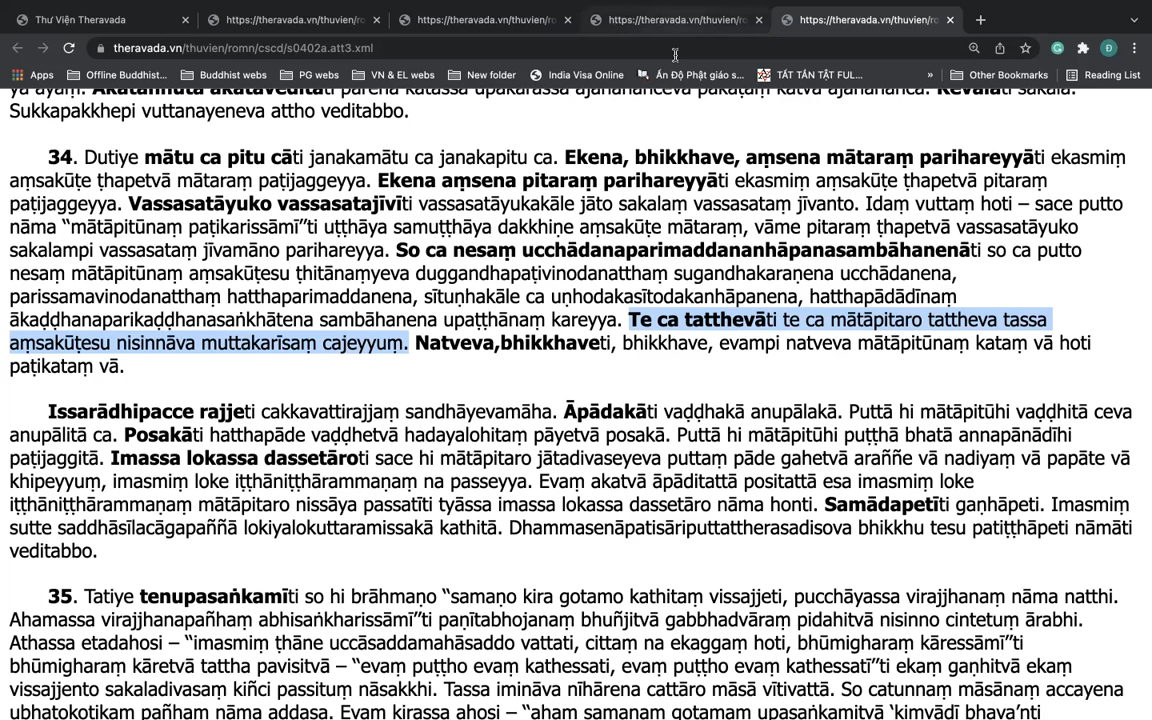 Thư Viện Theravada
https://theravada.vn/thuvien/ro
https://theravada.vn/thuvien/ro
https://theravada.vn/thuvien/ro
https://theravada.vn/thuvien/ro
theravada.vn/thuvien/romn/cscd/s0402a.att3.xml
Apps
Offline Buddhist...
Buddhist webs
PG webs
VN & EL webs
New folder
India Visa Online
Ấn Độ Phật giáo s...
TẤT TẦN TẬT FUL...
»
Other Bookmarks
Reading List
ya ayaṃ. Akataññutā akataveditāti parena katassa upakārassa ajānanañceva pākaṭaṃ katvā ajānanañca. Kevalāti sakalā.
Sukkapakkhepi vuttanayeneva attho veditabbo.
34. Dutiye mātu ca pitu cāti janakamātu ca janakapitu ca. Ekena, bhikkhave, aṃsena mātaraṃ parihareyyāti ekasmiṃ
aṃsakūṭe ṭhapetvā mātaraṃ paṭijaggeyya. Ekena aṃsena pitaraṃ parihareyyāti ekasmiṃ aṃsakūṭe ṭhapetvā pitaraṃ
paṭijaggeyya. Vassasatāyuko vassasatajīvīti vassasatāyukakāle jāto sakalaṃ vassasataṃ jīvanto. Idaṃ vuttaṃ hoti – sace putto
nāma “mātāpitūnaṃ paṭikarissāmī”ti uṭṭhāya samuṭṭhāya dakkhiṇe aṃsakūṭe mātaraṃ, vāme pitaraṃ ṭhapetvā vassasatāyuko
sakalampi vassasataṃ jīvamāno parihareyya. So ca nesaṃ ucchādanaparimaddananhāpanasambāhanenāti so ca putto
nesaṃ mātāpitūnaṃ aṃsakūṭesu ṭhitānaṃyeva duggandhapaṭivinodanatthaṃ sugandhakaraṇena ucchādanena,
parissamavinodanatthaṃ hatthaparimaddanena, sītuṇhakāle ca uṇhodakasītodakanhāpanena, hatthapādādīnaṃ
ākaḍḍhanaparikaḍḍhanasaṅkhātena sambāhanena upaṭṭhānaṃ kareyya. Te ca tatthevāti te ca mātāpitaro tattheva tassa
aṃsakūṭesu nisinnāva muttakarīsaṃ cajeyyuṃ. Natveva,bhikkhaveti, bhikkhave, evampi natveva mātāpitūnaṃ kataṃ vā hoti
paṭikataṃ vā.
Issarādhipacce rajjeti cakkavattirajjaṃ sandhāyevamāha. Āpādakāti vaḍḍhakā anupālakā. Puttā hi mātāpitūhi vaḍḍhitā ceva
anupālitā ca. Posakāti hatthapāde vaḍḍhetvā hadayalohitaṃ pāyetvā posakā. Puttā hi mātāpitūhi puṭṭhā bhatā annapānādīhi
paṭijaggitā. Imassa lokassa dassetāroti sace hi mātāpitaro jātadivaseyeva puttaṃ pāde gahetvā araññe vā nadiyaṃ vā papāte vā
khipeyyuṃ, imasmiṃ loke iṭṭhāniṭṭhārammaṇaṃ na passeyya. Evaṃ akatvā āpāditattā positattā esa imasmiṃ loke
iṭṭhāniṭṭhārammaṇaṃ mātāpitaro nissāya passatīti tyāssa imassa lokassa dassetāro nāma honti. Samādapetīti gaṇhāpeti. Imasmiṃ
sutte saddhāsīlacāgapaññā lokiyalokuttaramissakā kathitā. Dhammasenāpatisāriputtattherasadisova bhikkhu tesu patiṭṭhāpeti nāmāti
veditabbo.
35. Tatiye tenupasaṅkamīti so hi brāhmaṇo “samaṇo kira gotamo kathitaṃ vissajjeti, pucchāyassa virajjhanaṃ nāma natthi.
Ahamassa virajjhanapañhaṃ abhisaṅkharissāmī”ti paṇītabhojanaṃ bhuñjitvā gabbhadvāraṃ pidahitvā nisinno cintetuṃ ārabhi.
Athassa etadahosi – “imasmiṃ ṭhāne uccāsaddamahāsaddo vattati, cittaṃ na ekaggaṃ hoti, bhūmigharaṃ kāressāmī”ti
bhūmigharaṃ kāretvā tattha pavisitvā – “evaṃ puṭṭho evaṃ kathessati, evaṃ puṭṭho evaṃ kathessatī”ti ekaṃ gaṇhitvā ekaṃ
vissajjento sakaladivasaṃ kiñci passituṃ nāsakkhi. Tassa imināva nīhārena cattāro māsā vītivattā. So catunnaṃ māsānaṃ accayena
ubhatokoṭikaṃ pañhaṃ nāma addasa. Evaṃ kirassa ahosi – “ahaṃ samaṇaṃ gotamaṃ upasaṅkamitvā ‘kiṃvādī bhava’nti